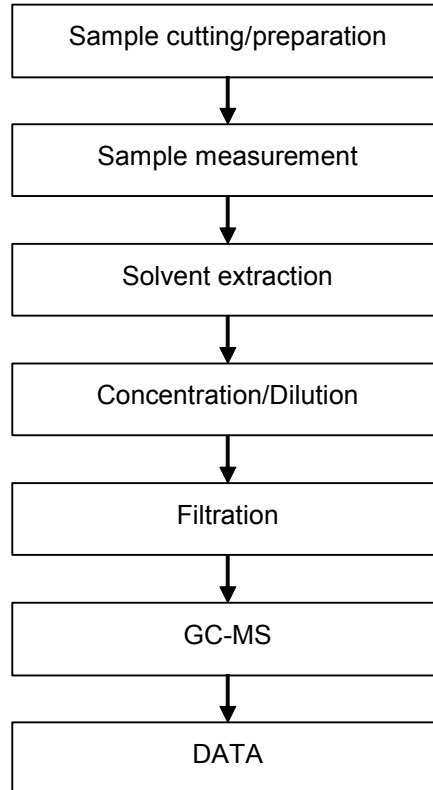 Sample cutting/preparation
Sample measurement
Solvent extraction
Concentration/Dilution
Filtration
GC-MS
DATA